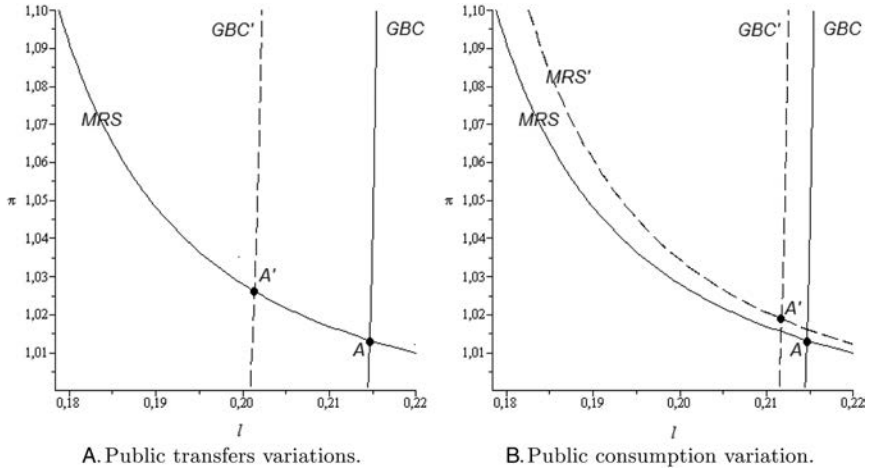 1,10
1,09
1,08
1,07
1,06
1,05
π
1,04
1,03
1,02
1,01
GBC'
GBC
MRS
A'
A
0,18
0,19
0,20
0,21
0,22
l
A. Public transfers variations.
1,10
1,09
1,08
1,07
1,06
1,05
π
1,04
1,03
1,02
1,01
GBC'
GBC
MRS'
MRS
A'
A
0,18
0,19
0,20
0,21
0,22
l
B. Public consumption variation.